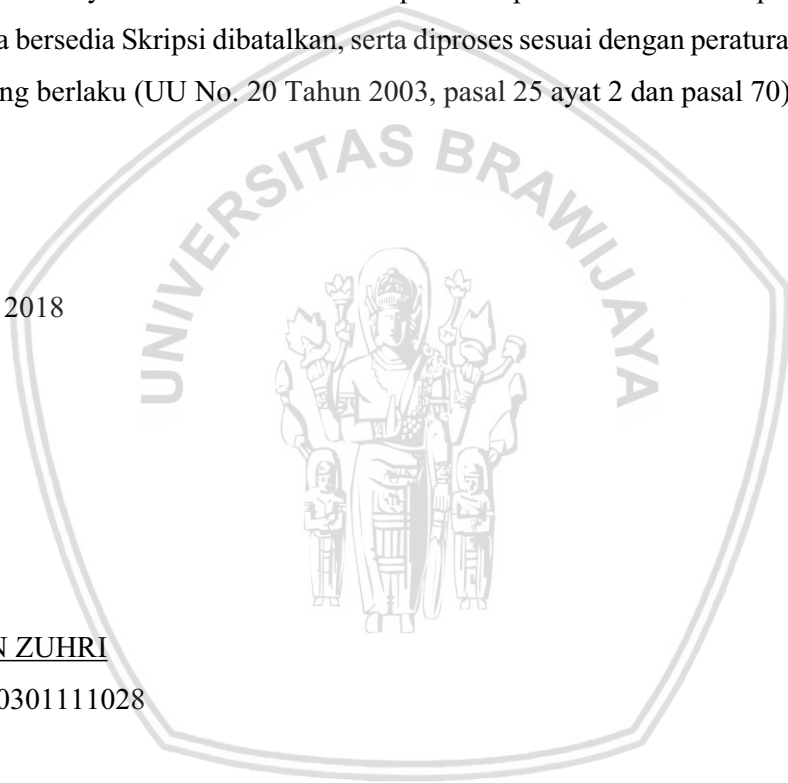 a bersedia Skripsi dibatalkan, serta diproses sesuai dengan peratura
ng berlaku (UU No. 20 Tahun 2003, pasal 25 ayat 2 dan pasal 70)
UNIVERSITAS BRAWIJAYA
2018
N ZUHRI
0301111028